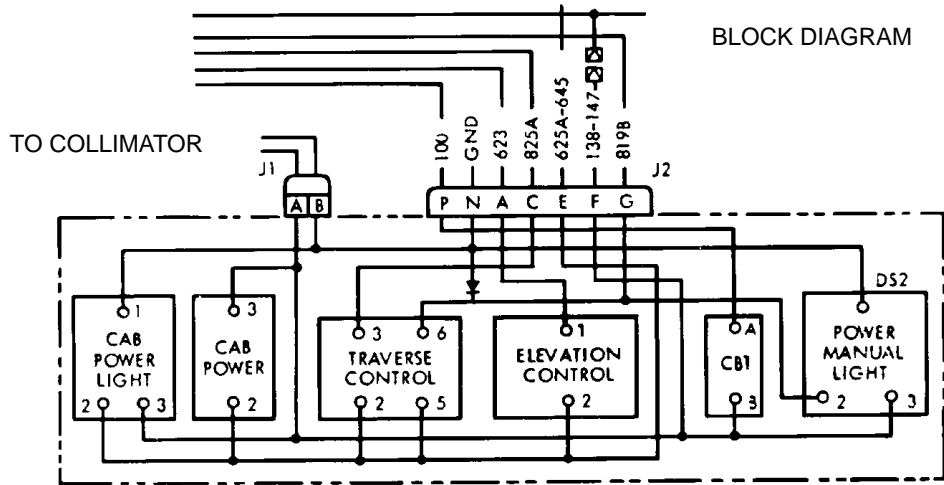 BLOCK DIAGRAM
TO COLLIMATOR
100
GND
623
825A
625A-645
138-147
819B
J1
J2
A B
P N A C E F G
DS2
1
CAB
POWER
LIGHT
2 3
3
CAB
POWER
2
3 6
TRAVERSE
CONTROL
2 5
1
ELEVATION
CONTROL
2
A
CB1
B
POWER
MANUAL
LIGHT
2 3